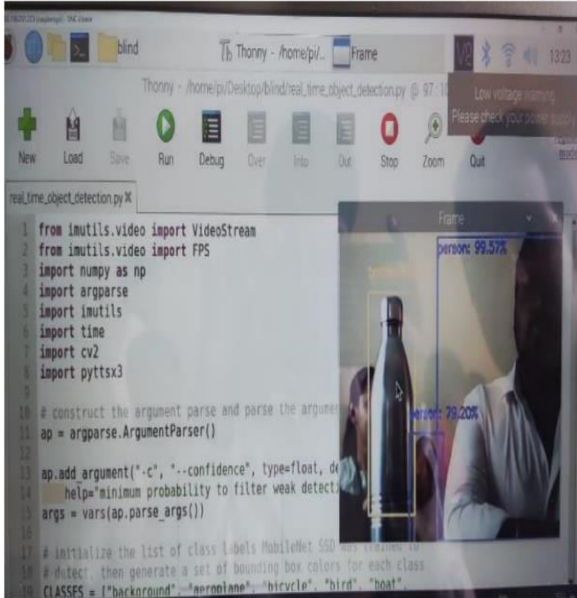 blind
Thonny - /home/pi/...
Frame
13:23
Thonny - /home/pi/Desktop/blind/real_time_object_detection.py @ 97:
Low voltage warning
Please check your power supply
New
Load
Save
Run
Debug
Over
Into
Out
Stop
Zoom
Quit
real_time_object_detection.py
Frame
1 from imutils.video import VideoStream
2 from imutils.video import FPS
3 import numpy as np
4 import argparse
5 import imutils
6 import time
7 import cv2
8 import pyttsx3
9
10 # construct the argument parse and parse the argumen
11 ap = argparse.ArgumentParser()
12
13 ap.add_argument("-c", "--confidence", type=float, de
14 help="minimum probability to filter weak detecti
15 args = vars(ap.parse_args())
16
17 # initialize the list of class labels MobileNet SSD was trained to
18 # detect, then generate a set of bounding box colors for each class
19 CLASSES = ["background", "aeroplane", "bicycle", "bird", "boat",
person: 99.57%
person: 79.20%